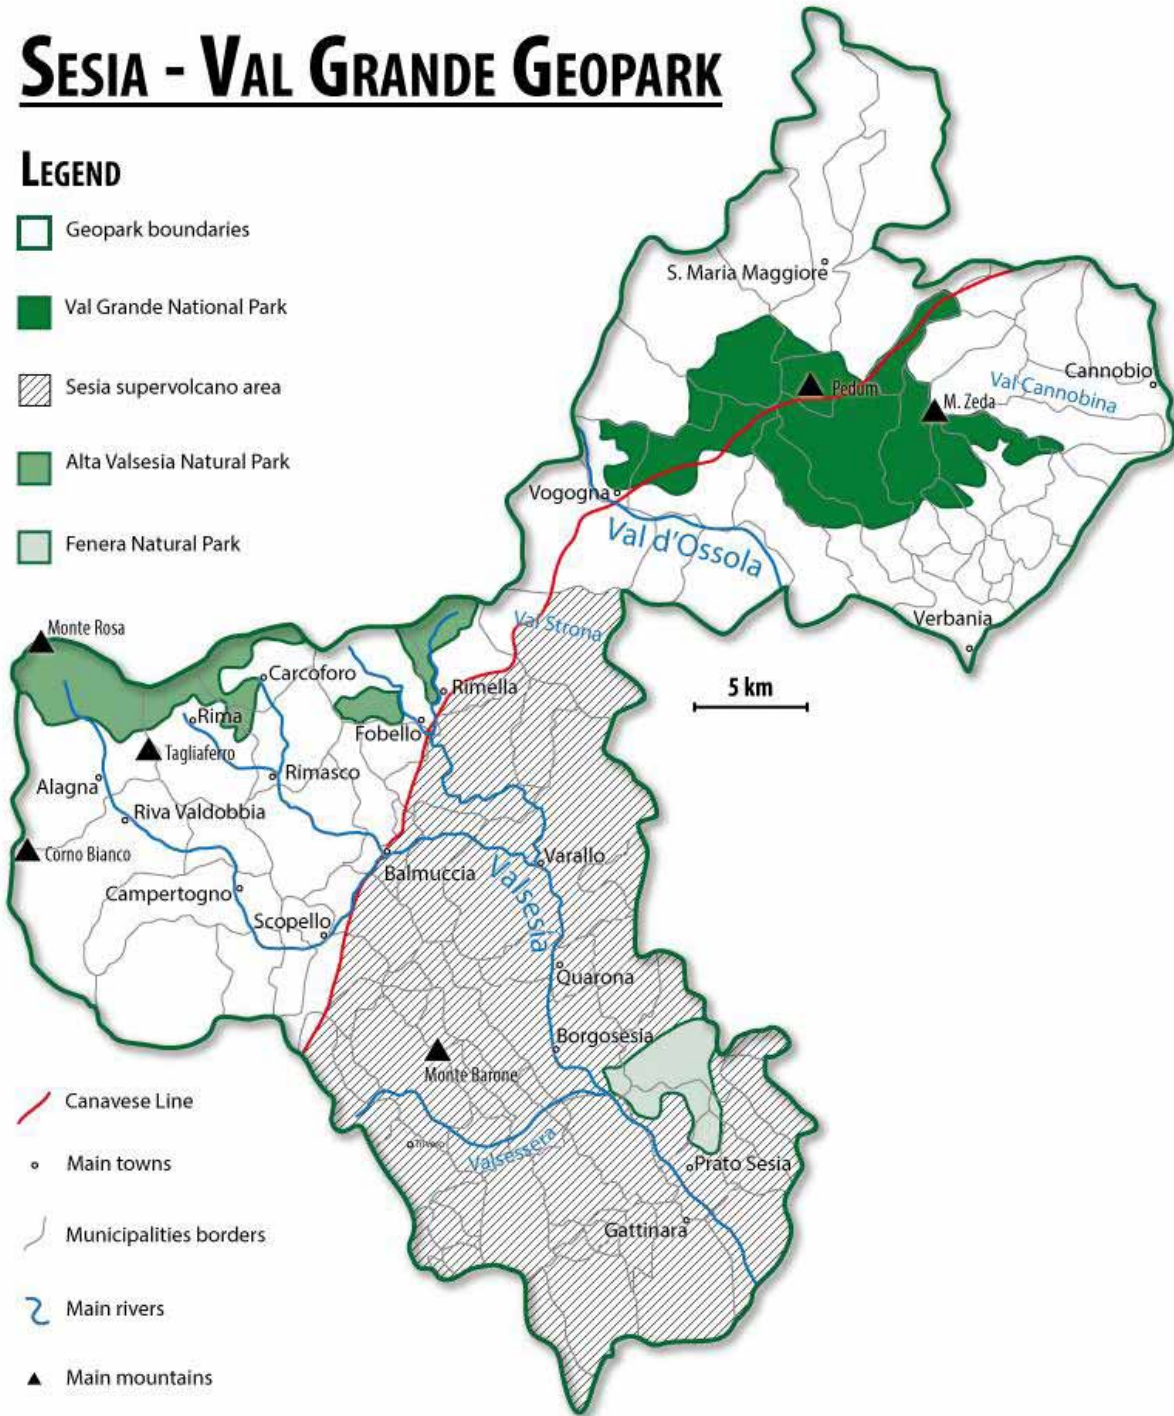 SESIA - VAL GRANDE GEOPARK
LEGEND
Geopark boundaries
Val Grande National Park
Sesia supervolcano area
Alta Valsesia Natural Park
Fenera Natural Park
S. Maria Maggiore
Cannobio
Val Cannobina
Pedum
M. Zeda
Vogogna
Val d'Ossola
Verbania
Val Strona
5 km
Monte Rosa
Carcoforo
Rimella
Rima
Fobello
Tagliaferro
Rimasco
Alagna
Riva Valdobbia
Corno Bianco
Balmuccia
Varallo
Valsesia
Campertogno
Scopello
Quarona
Borgosesia
Monte Barone
Valsessera
Prato Sesia
Gattinara
Canavese Line
Main towns
Municipalities borders
Main rivers
Main mountains